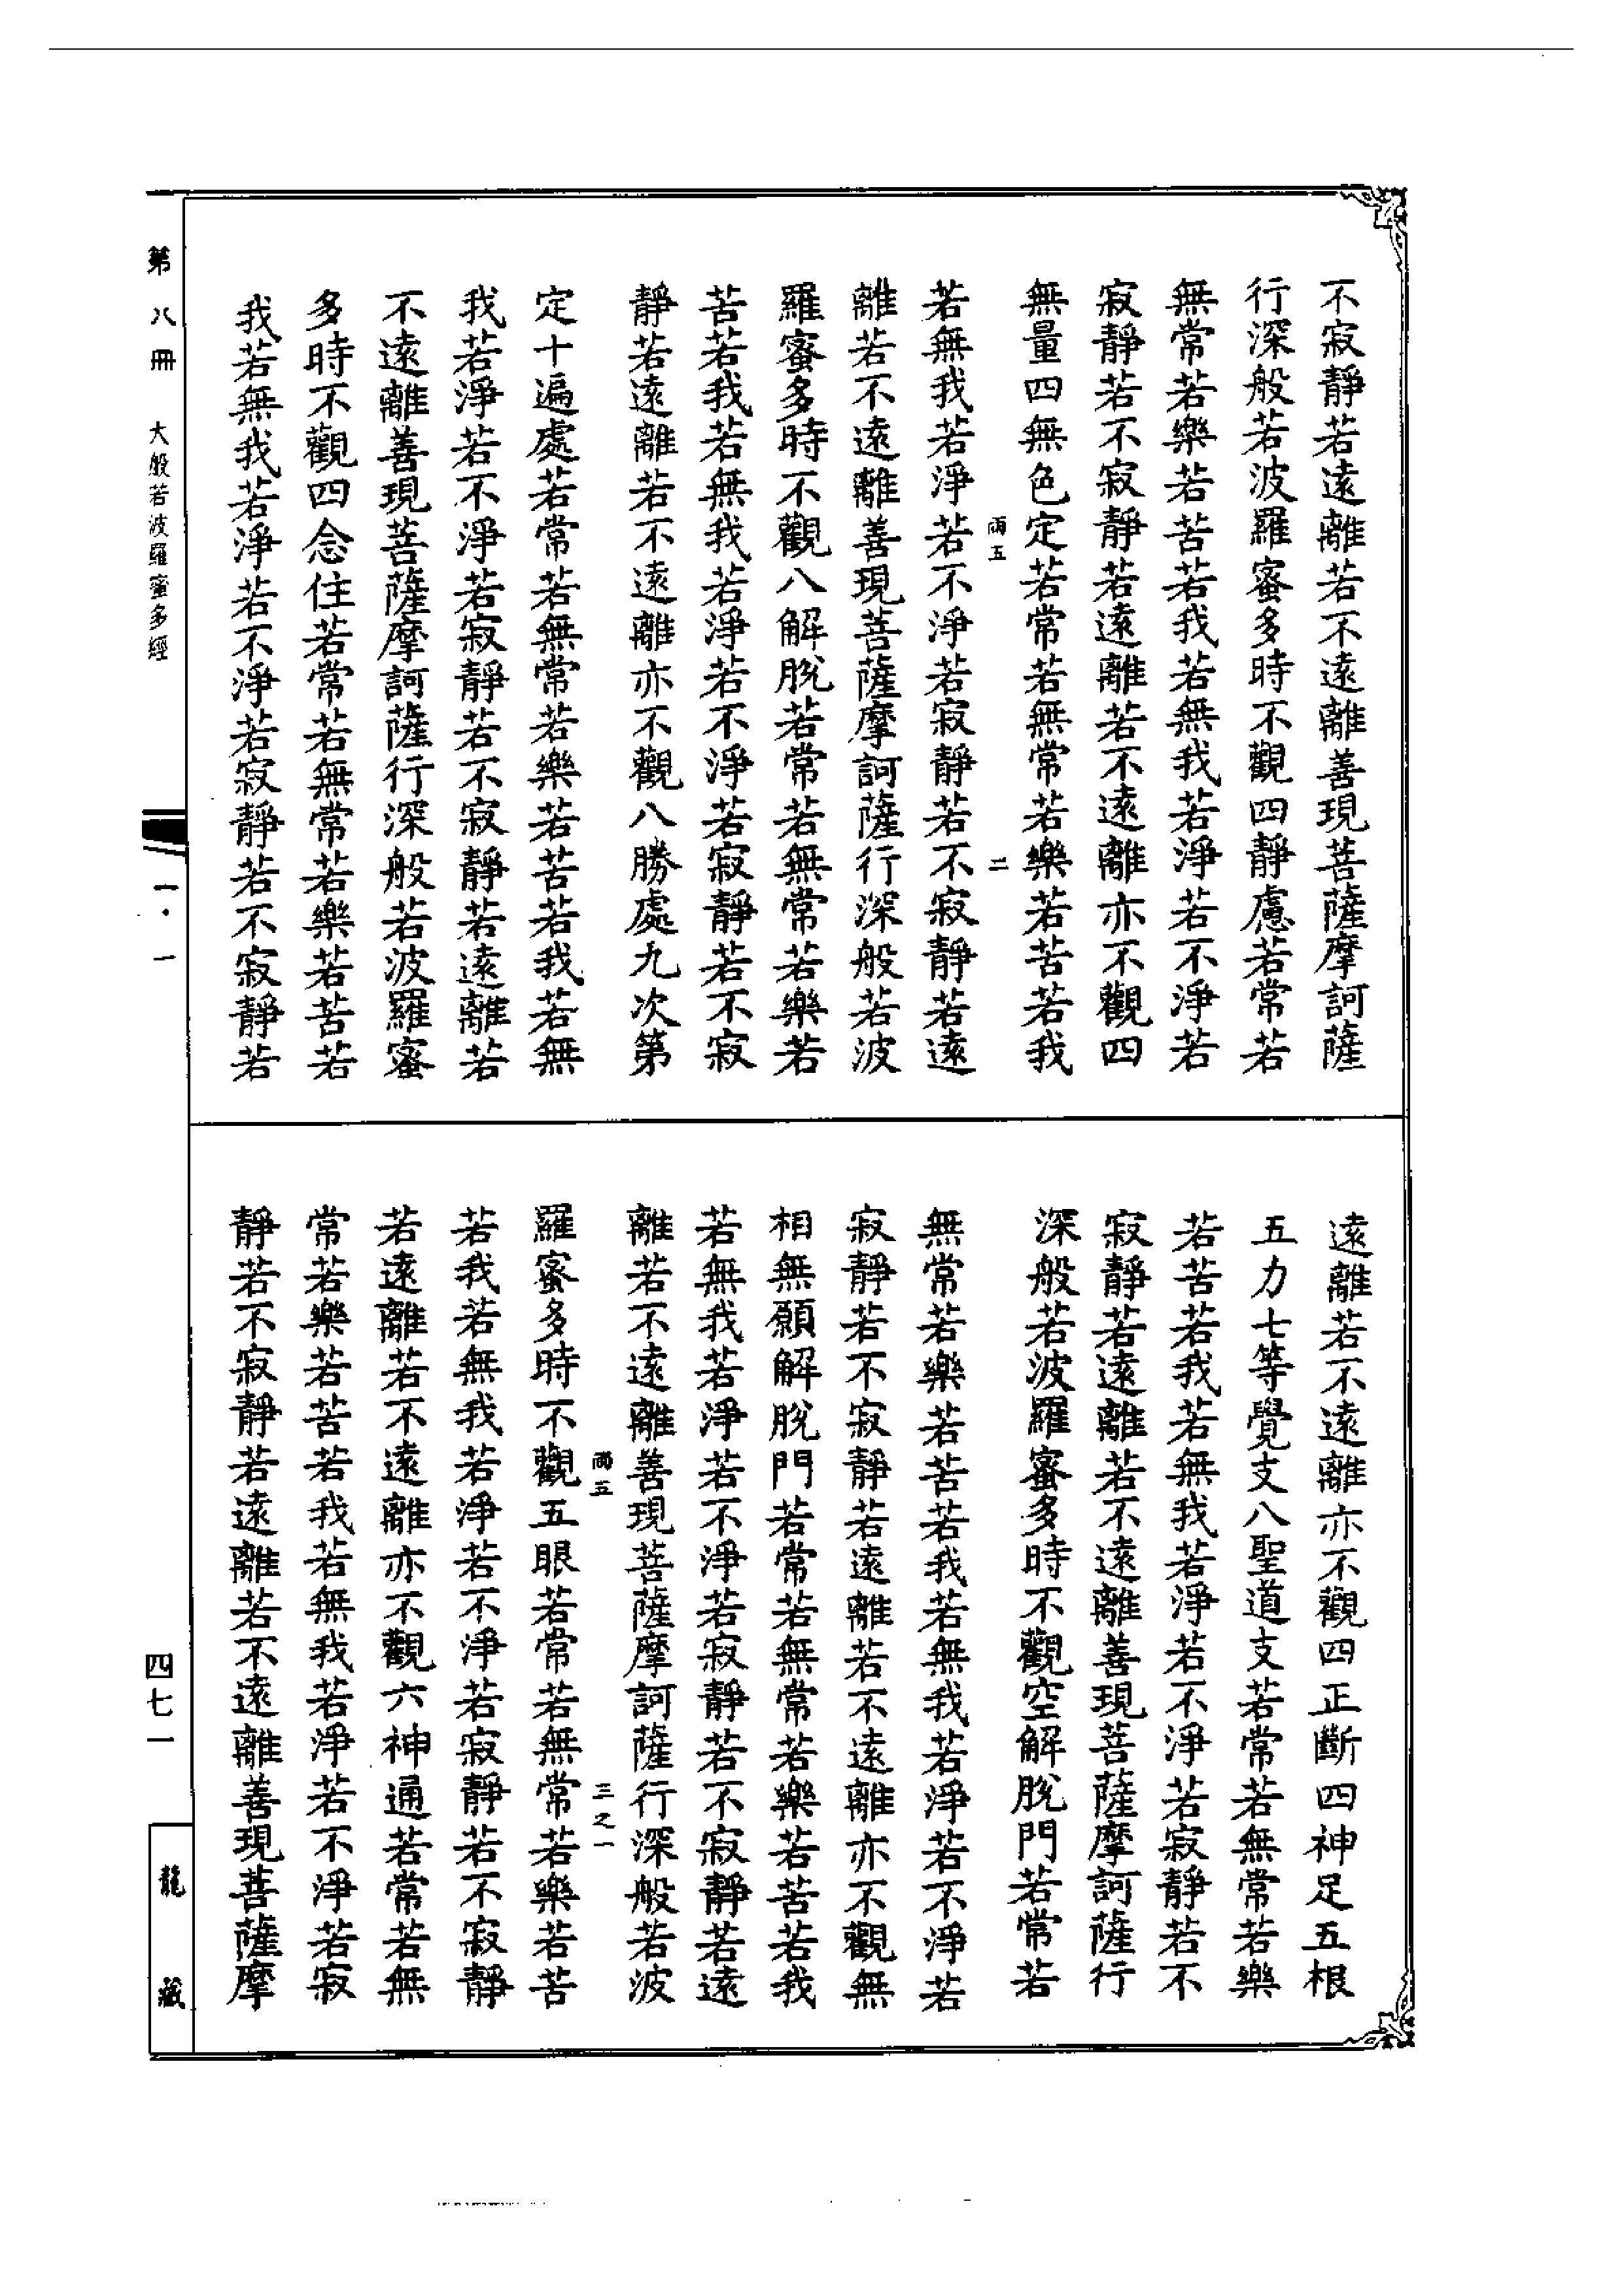 不寂靜若遠離若不遠離善現菩薩摩訶薩
行深般若波羅蜜多時不觀四靜慮若常若
無常若樂若苦若我若無我若淨若不淨若
寂靜若不寂靜若遠離若不遠離亦不觀四
無量四無色定若常若無常若樂若苦若我
雨五 二
若無我若淨若不淨若寂靜若不寂靜若遠
離若不遠離善現菩薩摩訶薩行深般若波
羅蜜多時不觀八解脫若常若無常若樂若
苦若我若無我若淨若不淨若寂靜若不寂
靜若遠離若不遠離亦不觀八勝處九次第
定十遍處若常若無常若樂若苦若我若無
我若淨若不淨若寂靜若不寂靜若遠離若
不遠離善現菩薩摩訶薩行深般若波羅蜜
多時不觀四念住若常若無常若樂若苦若
我若無我若淨若不淨若寂靜若不寂靜若
遠離若不遠離亦不觀四正斷四神足五根
五力七等覺支八聖道支若常若無常若樂
若苦若我若無我若淨若不淨若寂靜若不
寂靜若遠離若不遠離善現菩薩摩訶薩行
深般若波羅蜜多時不觀空解脫門若常若
無常若樂若苦若我若無我若淨若不淨若
寂靜若不寂靜若遠離若不遠離亦不觀無
相無願解脫門若常若無常若樂若苦若我
若無我若淨若不淨若寂靜若不寂靜若遠
離若不遠離善現菩薩摩訶薩行深般若波
雨五 三之一
羅蜜多時不觀五眼若常若無常若樂若苦
若我若無我若淨若不淨若寂靜若不寂靜
若遠離若不遠離亦不觀六神通若常若無
常若樂若苦若我若無我若淨若不淨若寂
靜若不寂靜若遠離若不遠離善現菩薩摩
第八冊 大般若波羅蜜多經
一·一
四七一
龍藏